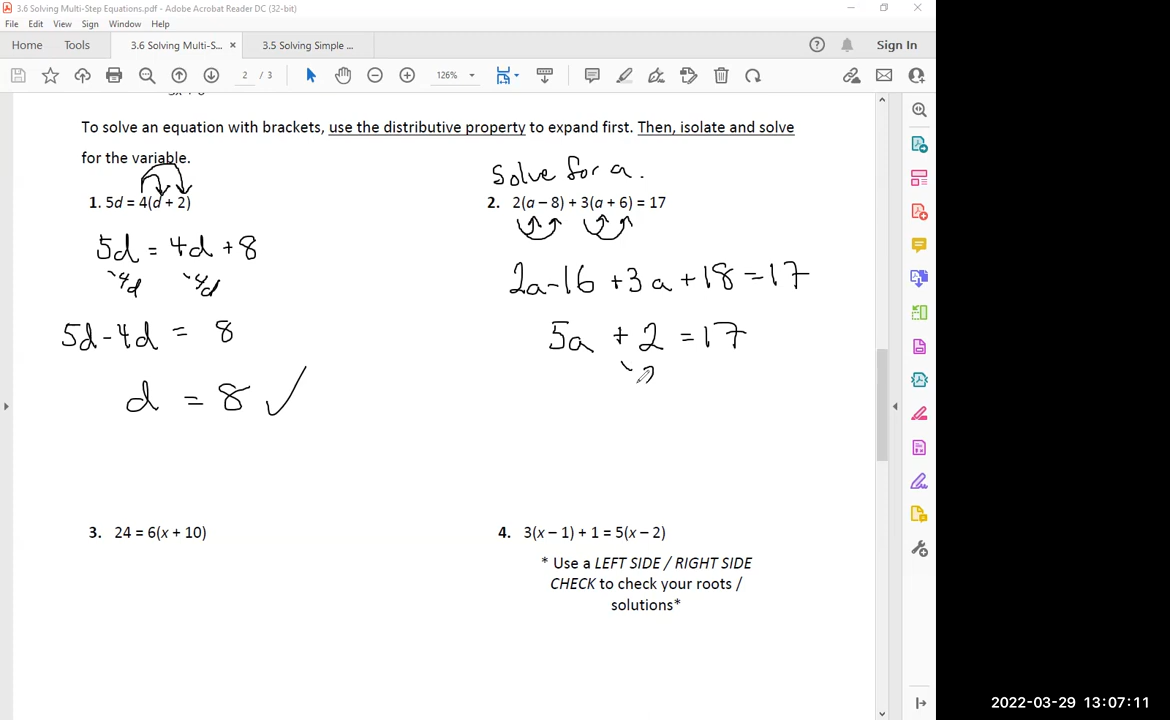 3.6 Solving Multi-Step Equations.pdf - Adobe Acrobat Reader DC (32-bit)
File Edit View Sign Window Help
Home Tools 3.6 Solving Multi-S... × 3.5 Solving Simple ... Sign In
2 / 3 126%
To solve an equation with brackets, use the distributive property to expand first. Then, isolate and solve
for the variable.
Solve for a.
1. 5d = 4(d + 2)
5d = 4d + 8
-4d -4d
5d - 4d = 8
d = 8 ✓
2. 2(a – 8) + 3(a + 6) = 17
2a - 16 + 3a + 18 = 17
5a + 2 = 17
- 2
3. 24 = 6(x + 10)
4. 3(x – 1) + 1 = 5(x – 2)
* Use a LEFT SIDE / RIGHT SIDE
CHECK to check your roots /
solutions*
2022-03-29 13:07:11